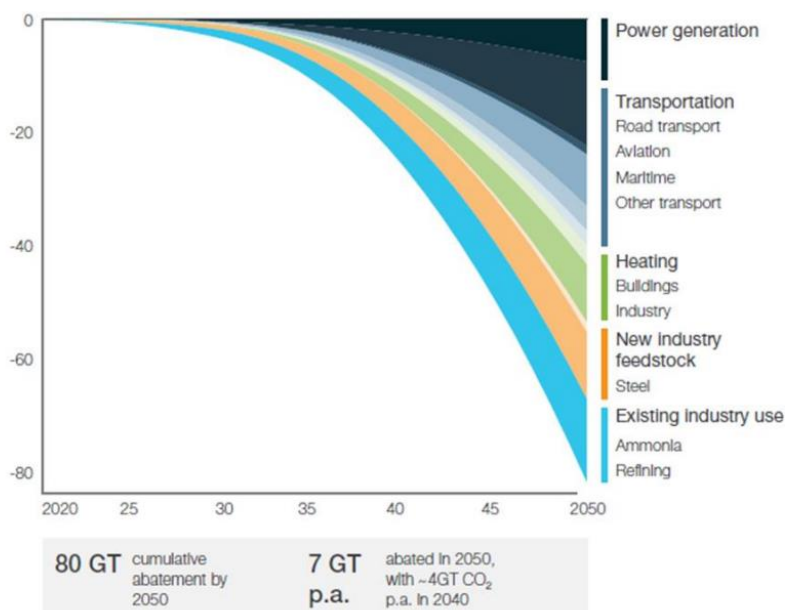 0
-20
-40
-60
-80
2020 25 30 35 40 45 2050
Power generation
Transportation
Road transport
Aviation
Maritime
Other transport
Heating
Buildings
Industry
New industry
feedstock
Steel
Existing industry use
Ammonia
Refining
80 GT
cumulative
abatement by
2050
7 GT
p.a.
abated in 2050,
with ~4GT CO₂
p.a. in 2040